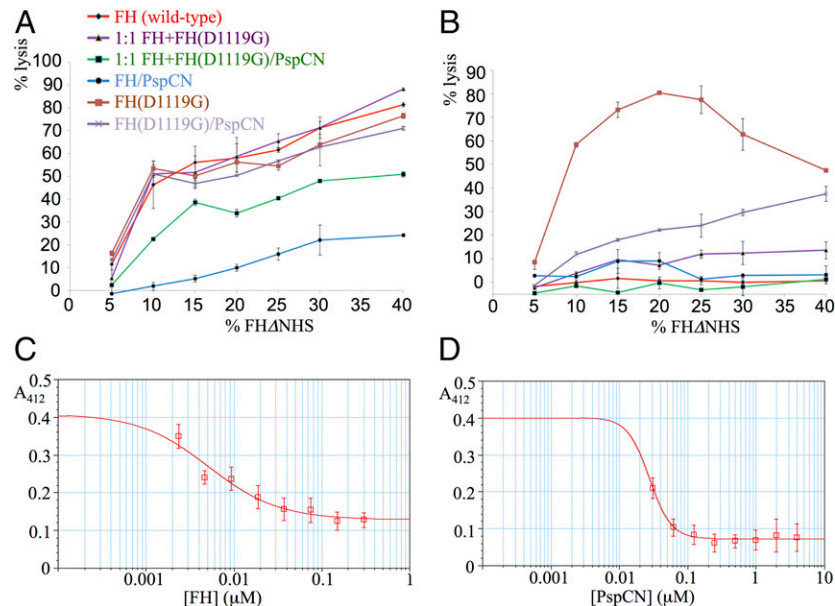 A
% lysis
FH (wild-type)
1:1 FH+FH(D1119G)
1:1 FH+FH(D1119G)/PspCN
FH/PspCN
FH(D1119G)
FH(D1119G)/PspCN
100
90
80
70
60
50
40
30
20
10
0
0 5 10 15 20 25 30 40
% FHΔNHS
B
% lysis
90
80
70
60
50
40
30
20
10
0
0 5 10 15 20 25 30 40
% FHΔNHS
C
0.5
A412
0.4
0.3
0.2
0.1
0
0.001 0.01 0.1 1
[FH] (μM)
D
0.5
A412
0.4
0.3
0.2
0.1
0
0.001 0.01 0.1 1 10
[PspCN] (μM)